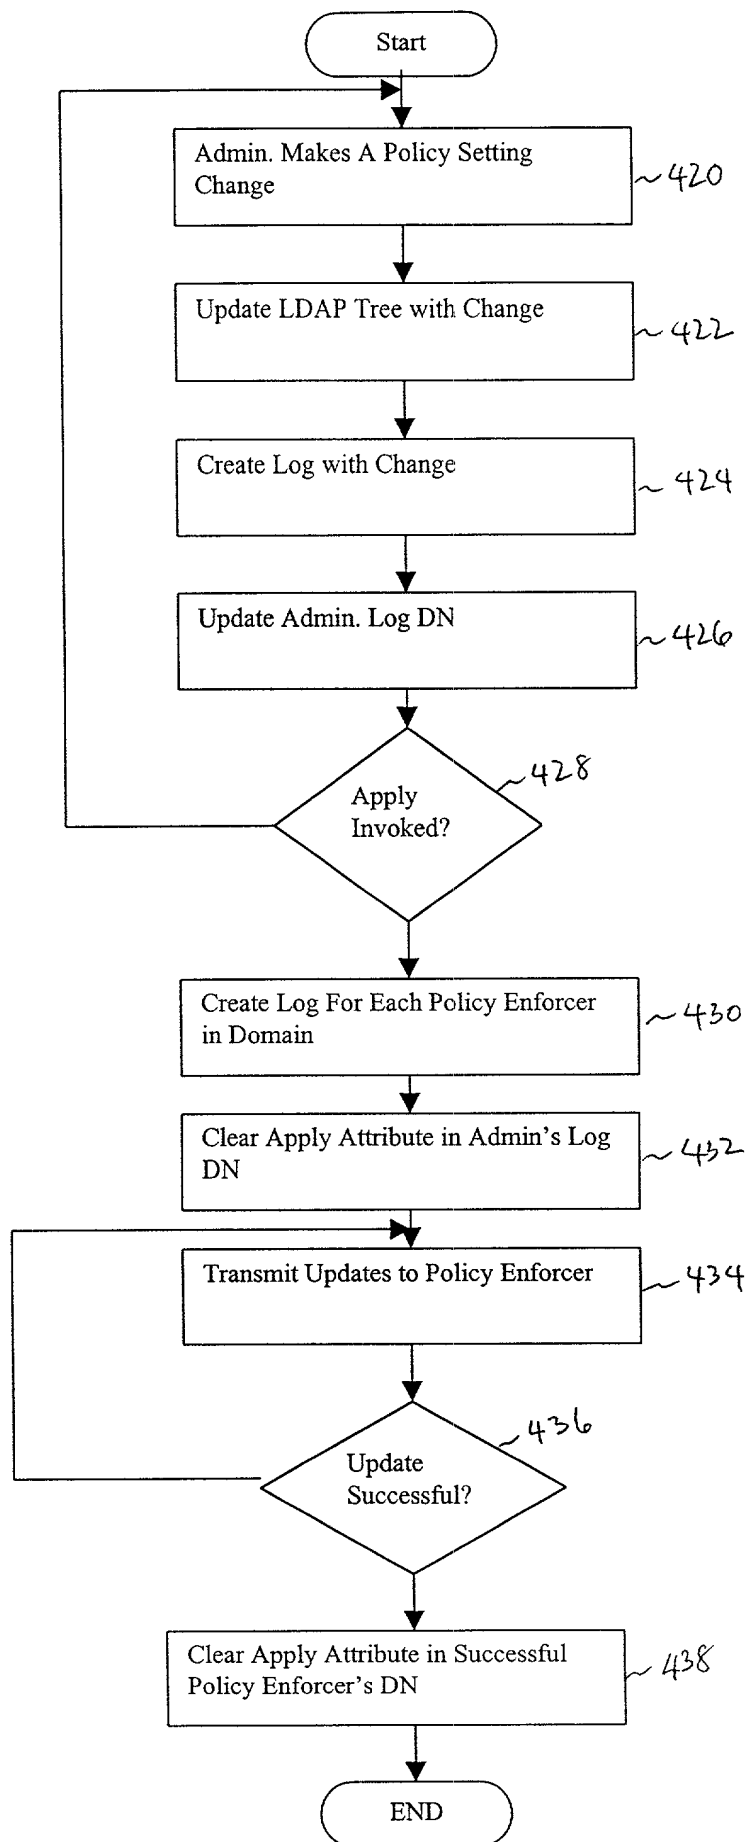 Start
Admin. Makes A Policy Setting
Change
420
Update LDAP Tree with Change
422
Create Log with Change
424
Update Admin. Log DN
426
428
Apply
Invoked?
Create Log For Each Policy Enforcer
in Domain
430
Clear Apply Attribute in Admin's Log
DN
432
Transmit Updates to Policy Enforcer
434
436
Update
Successful?
Clear Apply Attribute in Successful
Policy Enforcer's DN
438
END